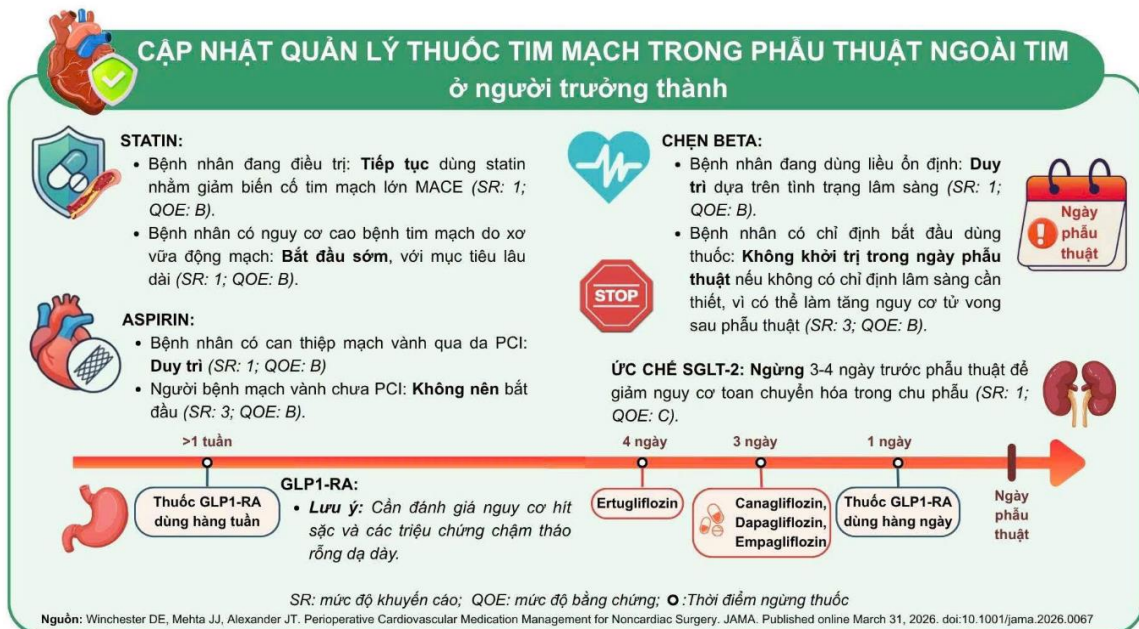 CẬP NHẬT QUẢN LÝ THUỐC TIM MẠCH TRONG PHẪU THUẬT NGOÀI TIM
ở người trưởng thành
STATIN:
• Bệnh nhân đang điều trị: Tiếp tục dùng statin
nhằm giảm biến cố tim mạch lớn MACE (SR: 1;
QOE: B).
• Bệnh nhân có nguy cơ cao bệnh tim mạch do xơ
vữa động mạch: Bắt đầu sớm, với mục tiêu lâu
dài (SR: 1; QOE: B).
ASPIRIN:
• Bệnh nhân có can thiệp mạch vành qua da PCI:
Duy trì (SR: 1; QOE: B)
• Người bệnh mạch vành chưa PCI: Không nên bắt
đầu (SR: 3; QOE: B).
CHẸN BETA:
• Bệnh nhân đang dùng liều ổn định: Duy
trì dựa trên tình trạng lâm sàng (SR: 1;
QOE: B).
• Bệnh nhân có chỉ định bắt đầu dùng
thuốc: Không khởi trị trong ngày phẫu
thuật nếu không có chỉ định lâm sàng cần
thiết, vì có thể làm tăng nguy cơ tử vong
sau phẫu thuật (SR: 3; QOE: B).
STOP
Ngày
phẫu
thuật
ỨC CHẾ SGLT-2: Ngừng 3-4 ngày trước phẫu thuật để
giảm nguy cơ toan chuyển hóa trong chu phẫu (SR: 1;
QOE: C).
>1 tuần
4 ngày
3 ngày
1 ngày
Thuốc GLP1-RA
dùng hàng tuần
GLP1-RA:
• Lưu ý: Cần đánh giá nguy cơ hít
sặc và các triệu chứng chậm tháo
rỗng dạ dày.
Ertugliflozin
Canagliflozin,
Dapagliflozin,
Empagliflozin
Thuốc GLP1-RA
dùng hàng ngày
Ngày
phẫu
thuật
SR: mức độ khuyến cáo; QOE: mức độ bằng chứng; O :Thời điểm ngừng thuốc
Nguồn: Winchester DE, Mehta JJ, Alexander JT. Perioperative Cardiovascular Medication Management for Noncardiac Surgery. JAMA. Published online March 31, 2026. doi:10.1001/jama.2026.0067